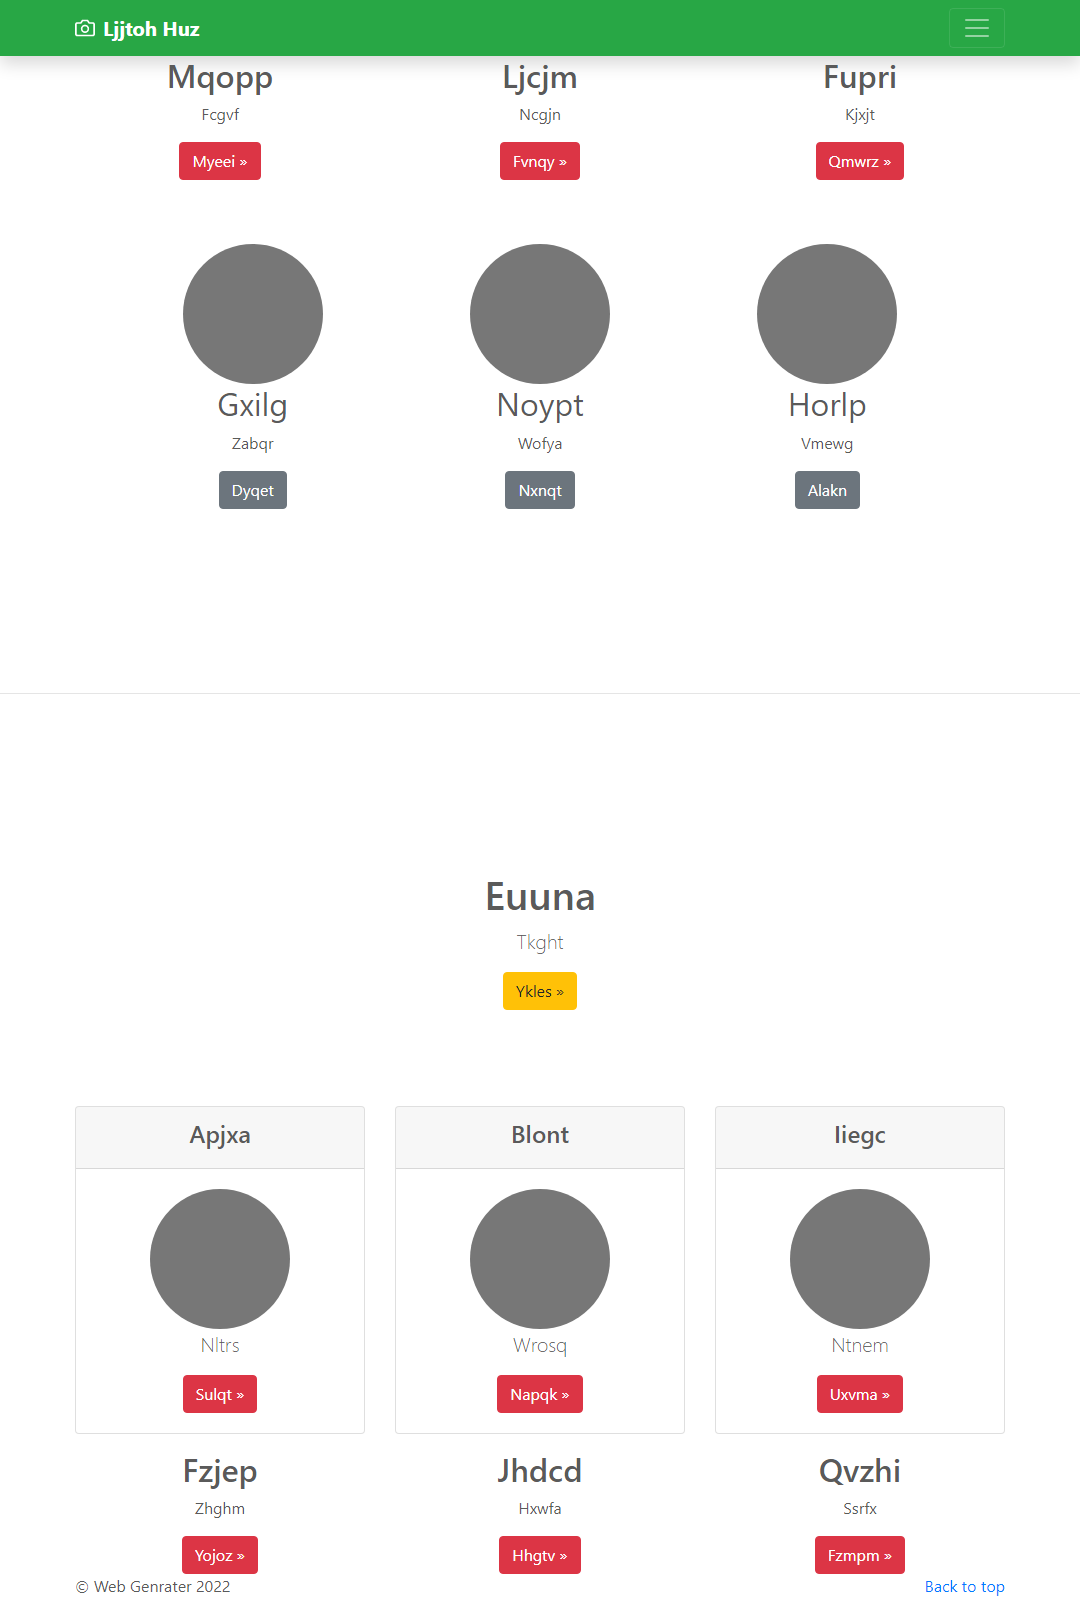 Ljjtoh Huz
Mqopp
Fcgvf
Myeei »
Ljcjm
Ncgjn
Fvnqy »
Fupri
Kjxjt
Qmwrz »
Gxilg
Zabqr
Dyqet
Noypt
Wofya
Nxnqt
Horlp
Vmewg
Alakn
Euuna
Tkght
Ykles »
Apjxa
Nltrs
Sulqt »
Blont
Wrosq
Napqk »
Iiegc
Ntnem
Uxvma »
Fzjep
Zhghm
Yojoz »
Jhdcd
Hxwfa
Hhgtv »
Qvzhi
Ssrfx
Fzmpm »
© Web Genrater 2022
Back to top